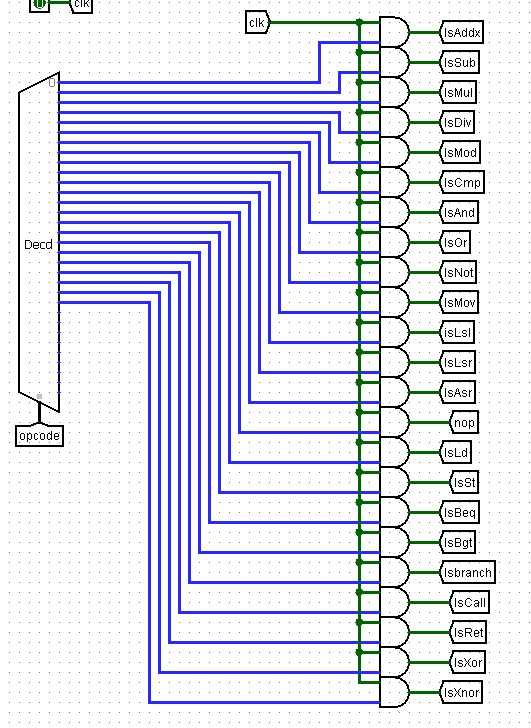 clk
clk
IsAddx
IsSub
0
IsMul
IsDiv
IsMod
IsCmp
IsAnd
Decd
IsOr
IsNot
IsMov
isLsl
IsLsr
IsAsr
nop
opcode
IsLd
IsSt
IsBeq
IsBgt
Isbranch
IsCall
IsRet
IsXor
IsXnor